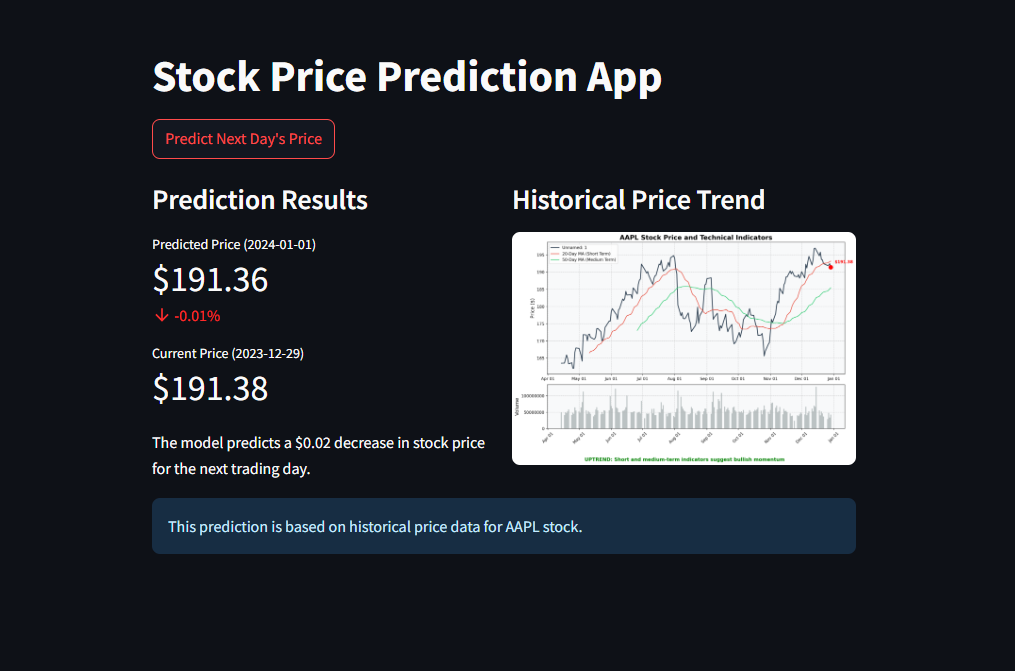 Stock Price Prediction App
Predict Next Day's Price
Prediction Results
Predicted Price (2024-01-01)
$191.36
-0.01%
Current Price (2023-12-29)
$191.38
The model predicts a $0.02 decrease in stock price
for the next trading day.
Historical Price Trend
AAPL Stock Price and Technical Indicators
Unnamed: 1
20-Day MA (Short Term)
50-Day MA (Medium Term)
Price ($)
195
190
185
180
175
170
165
Apr 01 May 01 Jun 01 Jul 01 Aug 01 Sep 01 Oct 01 Nov 01 Dec 01 Jan 01
Volume
100000000
50000000
0
Apr 01 May 01 Jun 01 Jul 01 Aug 01 Sep 01 Oct 01 Nov 01 Dec 01 Jan 01
UPTREND: Short and medium-term indicators suggest bullish momentum
This prediction is based on historical price data for AAPL stock.